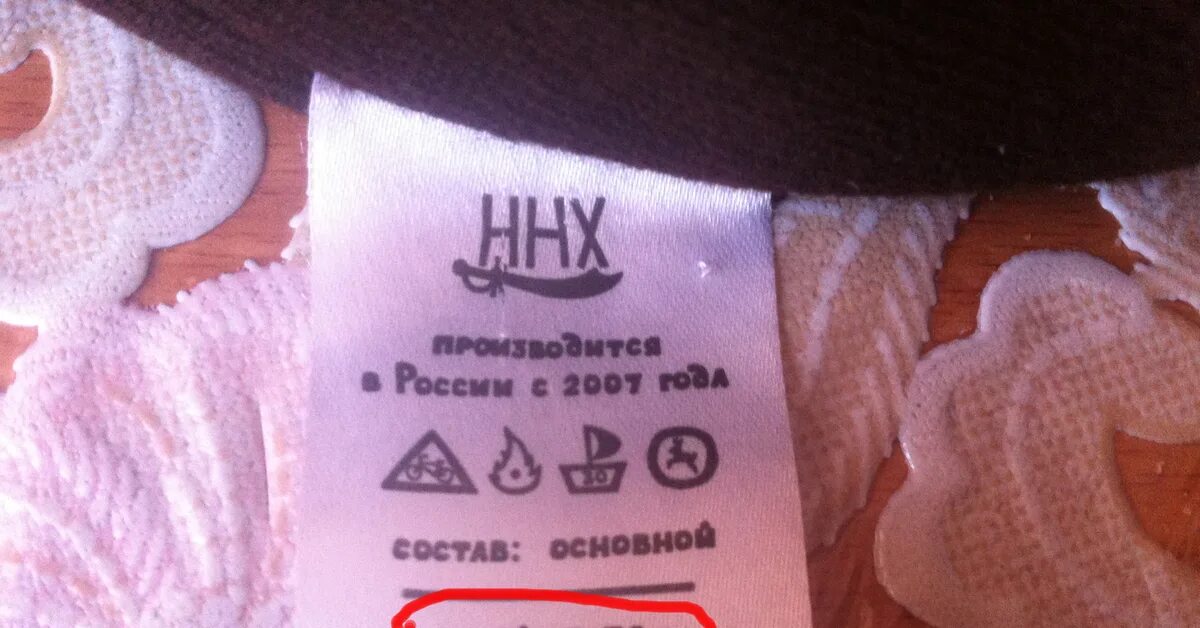 ННХ
производится
в России с 2007 года
30
состав: основной